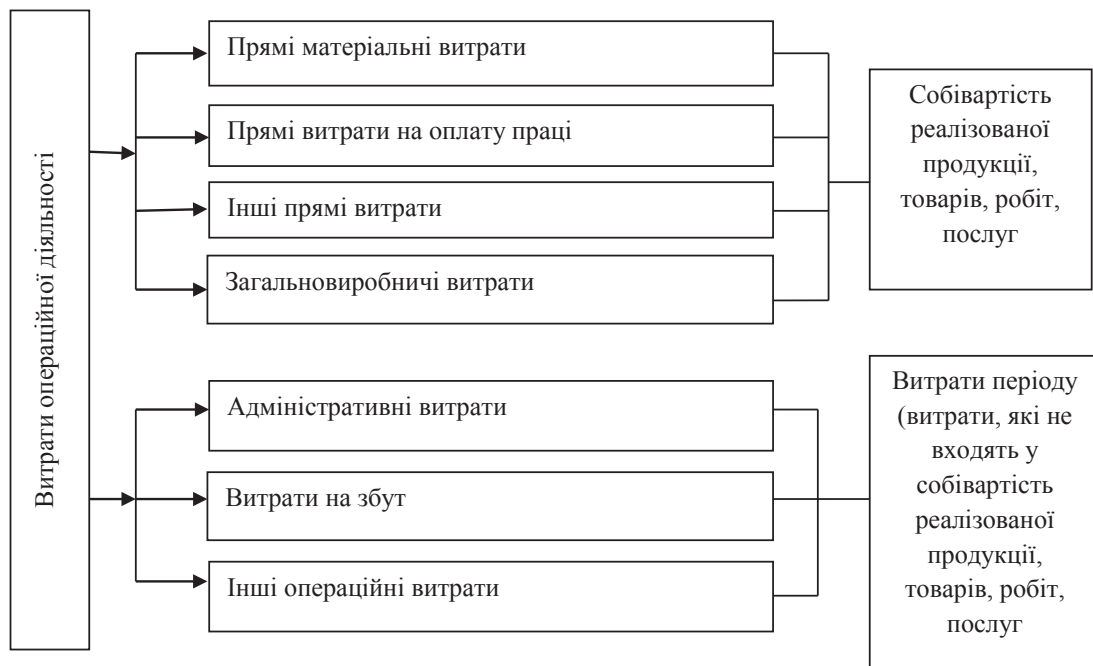 Витрати операційної діяльності
Прямі матеріальні витрати
Прямі витрати на оплату праці
Інші прямі витрати
Загальновиробничі витрати
Собівартість
реалізованої
продукції,
товарів, робіт,
послуг
Адміністративні витрати
Витрати на збут
Інші операційні витрати
Витрати періоду
(витрати, які не
входять у
собівартість
реалізованої
продукції,
товарів, робіт,
послуг